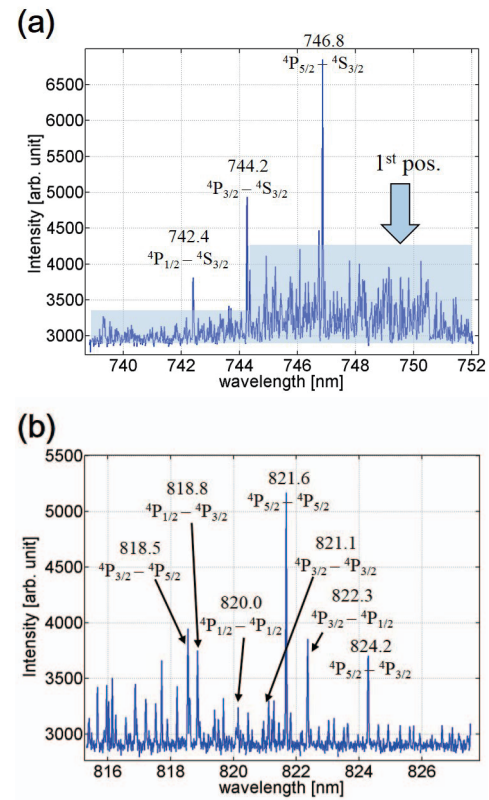 (a)
746.8
⁴P₅/₂ – ⁴S₃/₂
6500
6000
5500
5000
4500
4000
3500
3000
Intensity [arb. unit]
1ˢᵗ pos.
744.2
⁴P₃/₂ – ⁴S₃/₂
742.4
⁴P₁/₂ – ⁴S₃/₂
740 742 744 746 748 750 752
wavelength [nm]
(b)
5500
5000
4500
4000
3500
3000
Intensity [arb. unit]
818.8
⁴P₁/₂ – ⁴P₃/₂
821.6
⁴P₅/₂ – ⁴P₅/₂
818.5
⁴P₃/₂ – ⁴P₅/₂
821.1
⁴P₃/₂ – ⁴P₃/₂
820.0
⁴P₁/₂ – ⁴P₁/₂
822.3
⁴P₃/₂ – ⁴P₁/₂
824.2
⁴P₅/₂ – ⁴P₃/₂
816 818 820 822 824 826
wavelength [nm]